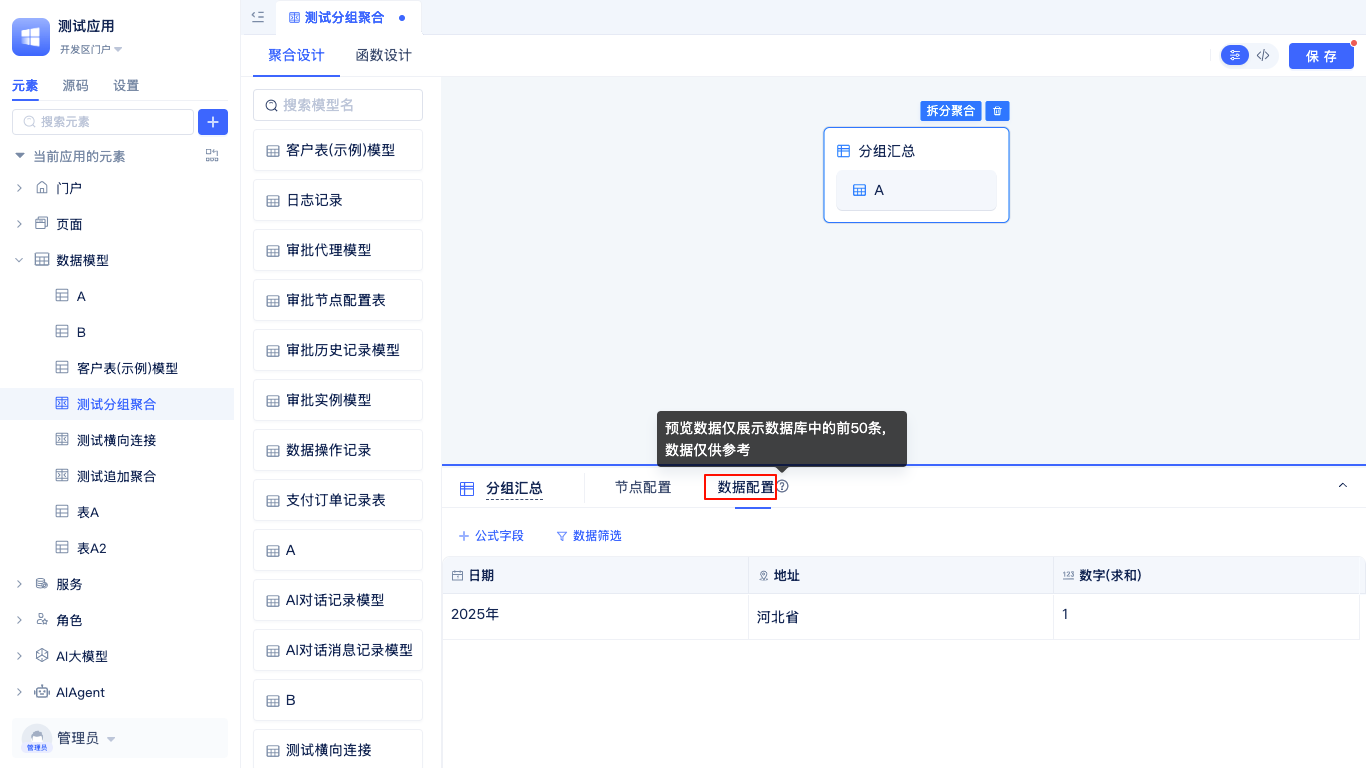 测试应用
开发区门户
元素
源码
设置
搜索元素
当前应用的元素
门户
页面
数据模型
A
B
客户表(示例)模型
测试分组聚合
测试横向连接
测试追加聚合
表A
表A2
服务
角色
AI大模型
AIAgent
管理员
管理员
测试分组聚合
聚合设计
函数设计
保 存
搜索模型名
客户表(示例)模型
日志记录
审批代理模型
审批节点配置表
审批历史记录模型
审批实例模型
数据操作记录
支付订单记录表
A
AI对话记录模型
AI对话消息记录模型
B
测试横向连接
拆分聚合
分组汇总
A
预览数据仅展示数据库中的前50条,
数据仅供参考
分组汇总
节点配置
数据配置
公式字段
数据筛选
日期
地址
123 数字(求和)
2025年
河北省
1